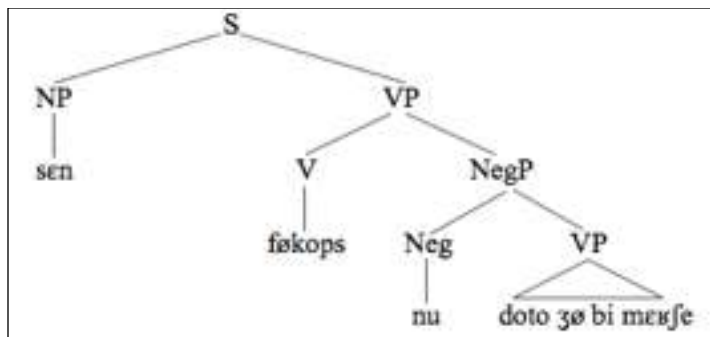 S
NP VP
sɛn V NegP
føkops Neg VP
nu doto ʒø bi mɛʁʃe